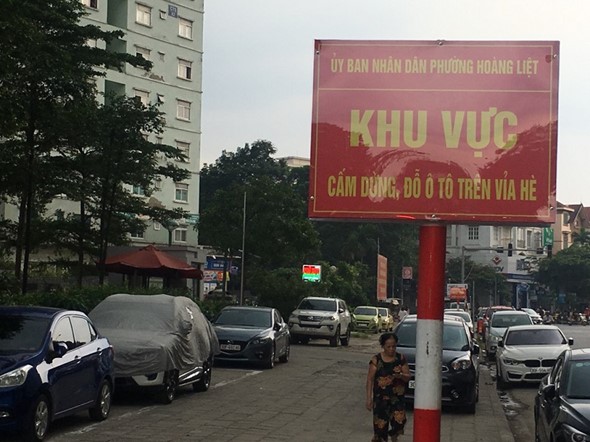 ỦY BAN NHÂN DÂN PHƯỜNG HOÀNG LIỆT
KHU VỰC
CẤM DỪNG, ĐỖ Ô TÔ TRÊN VỈA HÈ